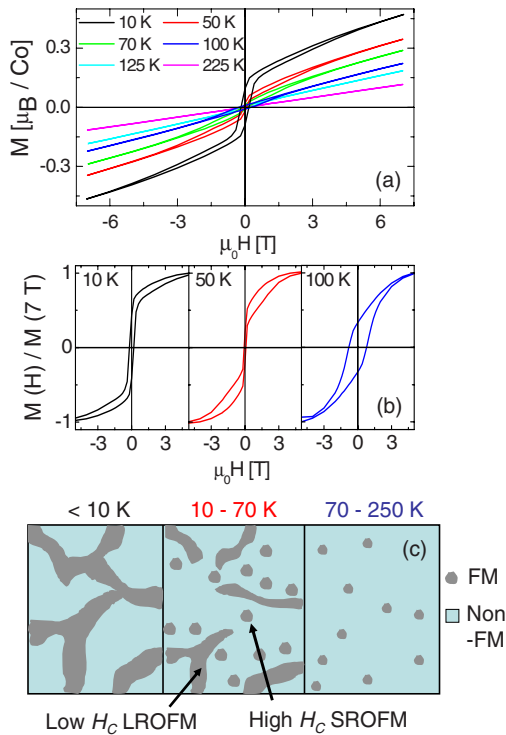 10 K 50 K
70 K 100 K
125 K 225 K
M [μB / Co]
0.3
0.0
-0.3
(a)
-6 -3 0 3 6
μ0H [T]
10 K 50 K 100 K
M (H) / M (7 T)
1
0
-1
(b)
-3 0 3 -3 0 3 -3 0 3
μ0H [T]
< 10 K 10 - 70 K 70 - 250 K
(c)
FM
Non
-FM
Low HC LROFM High HC SROFM